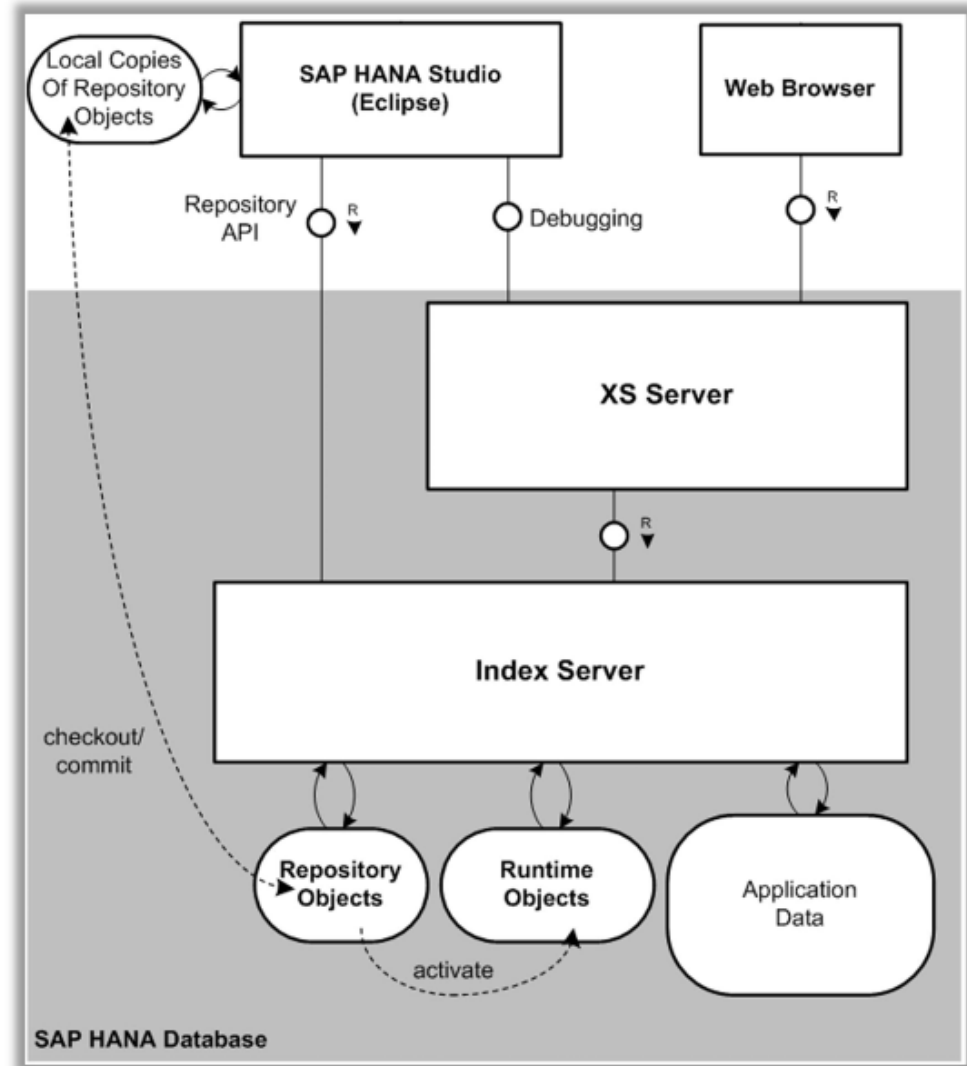 Local Copies
Of Repository
Objects
SAP HANA Studio
(Eclipse)
Web Browser
Repository
API
R
Debugging
R
XS Server
R
Index Server
checkout/
commit
Repository
Objects
Runtime
Objects
Application
Data
activate
SAP HANA Database